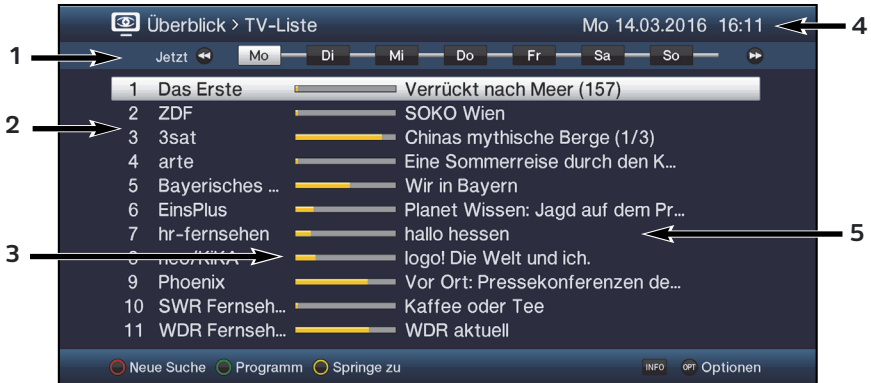 Überblick > TV-Liste Mo 14.03.2016 16:11
4
1
Jetzt Mo Di Mi Do Fr Sa So
1 Das Erste Verrückt nach Meer (157)
2 ZDF SOKO Wien
2
3 3sat Chinas mythische Berge (1/3)
4 arte Eine Sommerreise durch den K...
5 Bayerisches ... Wir in Bayern
6 EinsPlus Planet Wissen: Jagd auf dem Pr...
7 hr-fernsehen hallo hessen
5
3
8 neo/KiKA logo! Die Welt und ich.
9 Phoenix Vor Ort: Pressekonferenzen de...
10 SWR Fernseh... Kaffee oder Tee
11 WDR Fernseh... WDR aktuell
Neue Suche Programm Springe zu INFO OPT Optionen